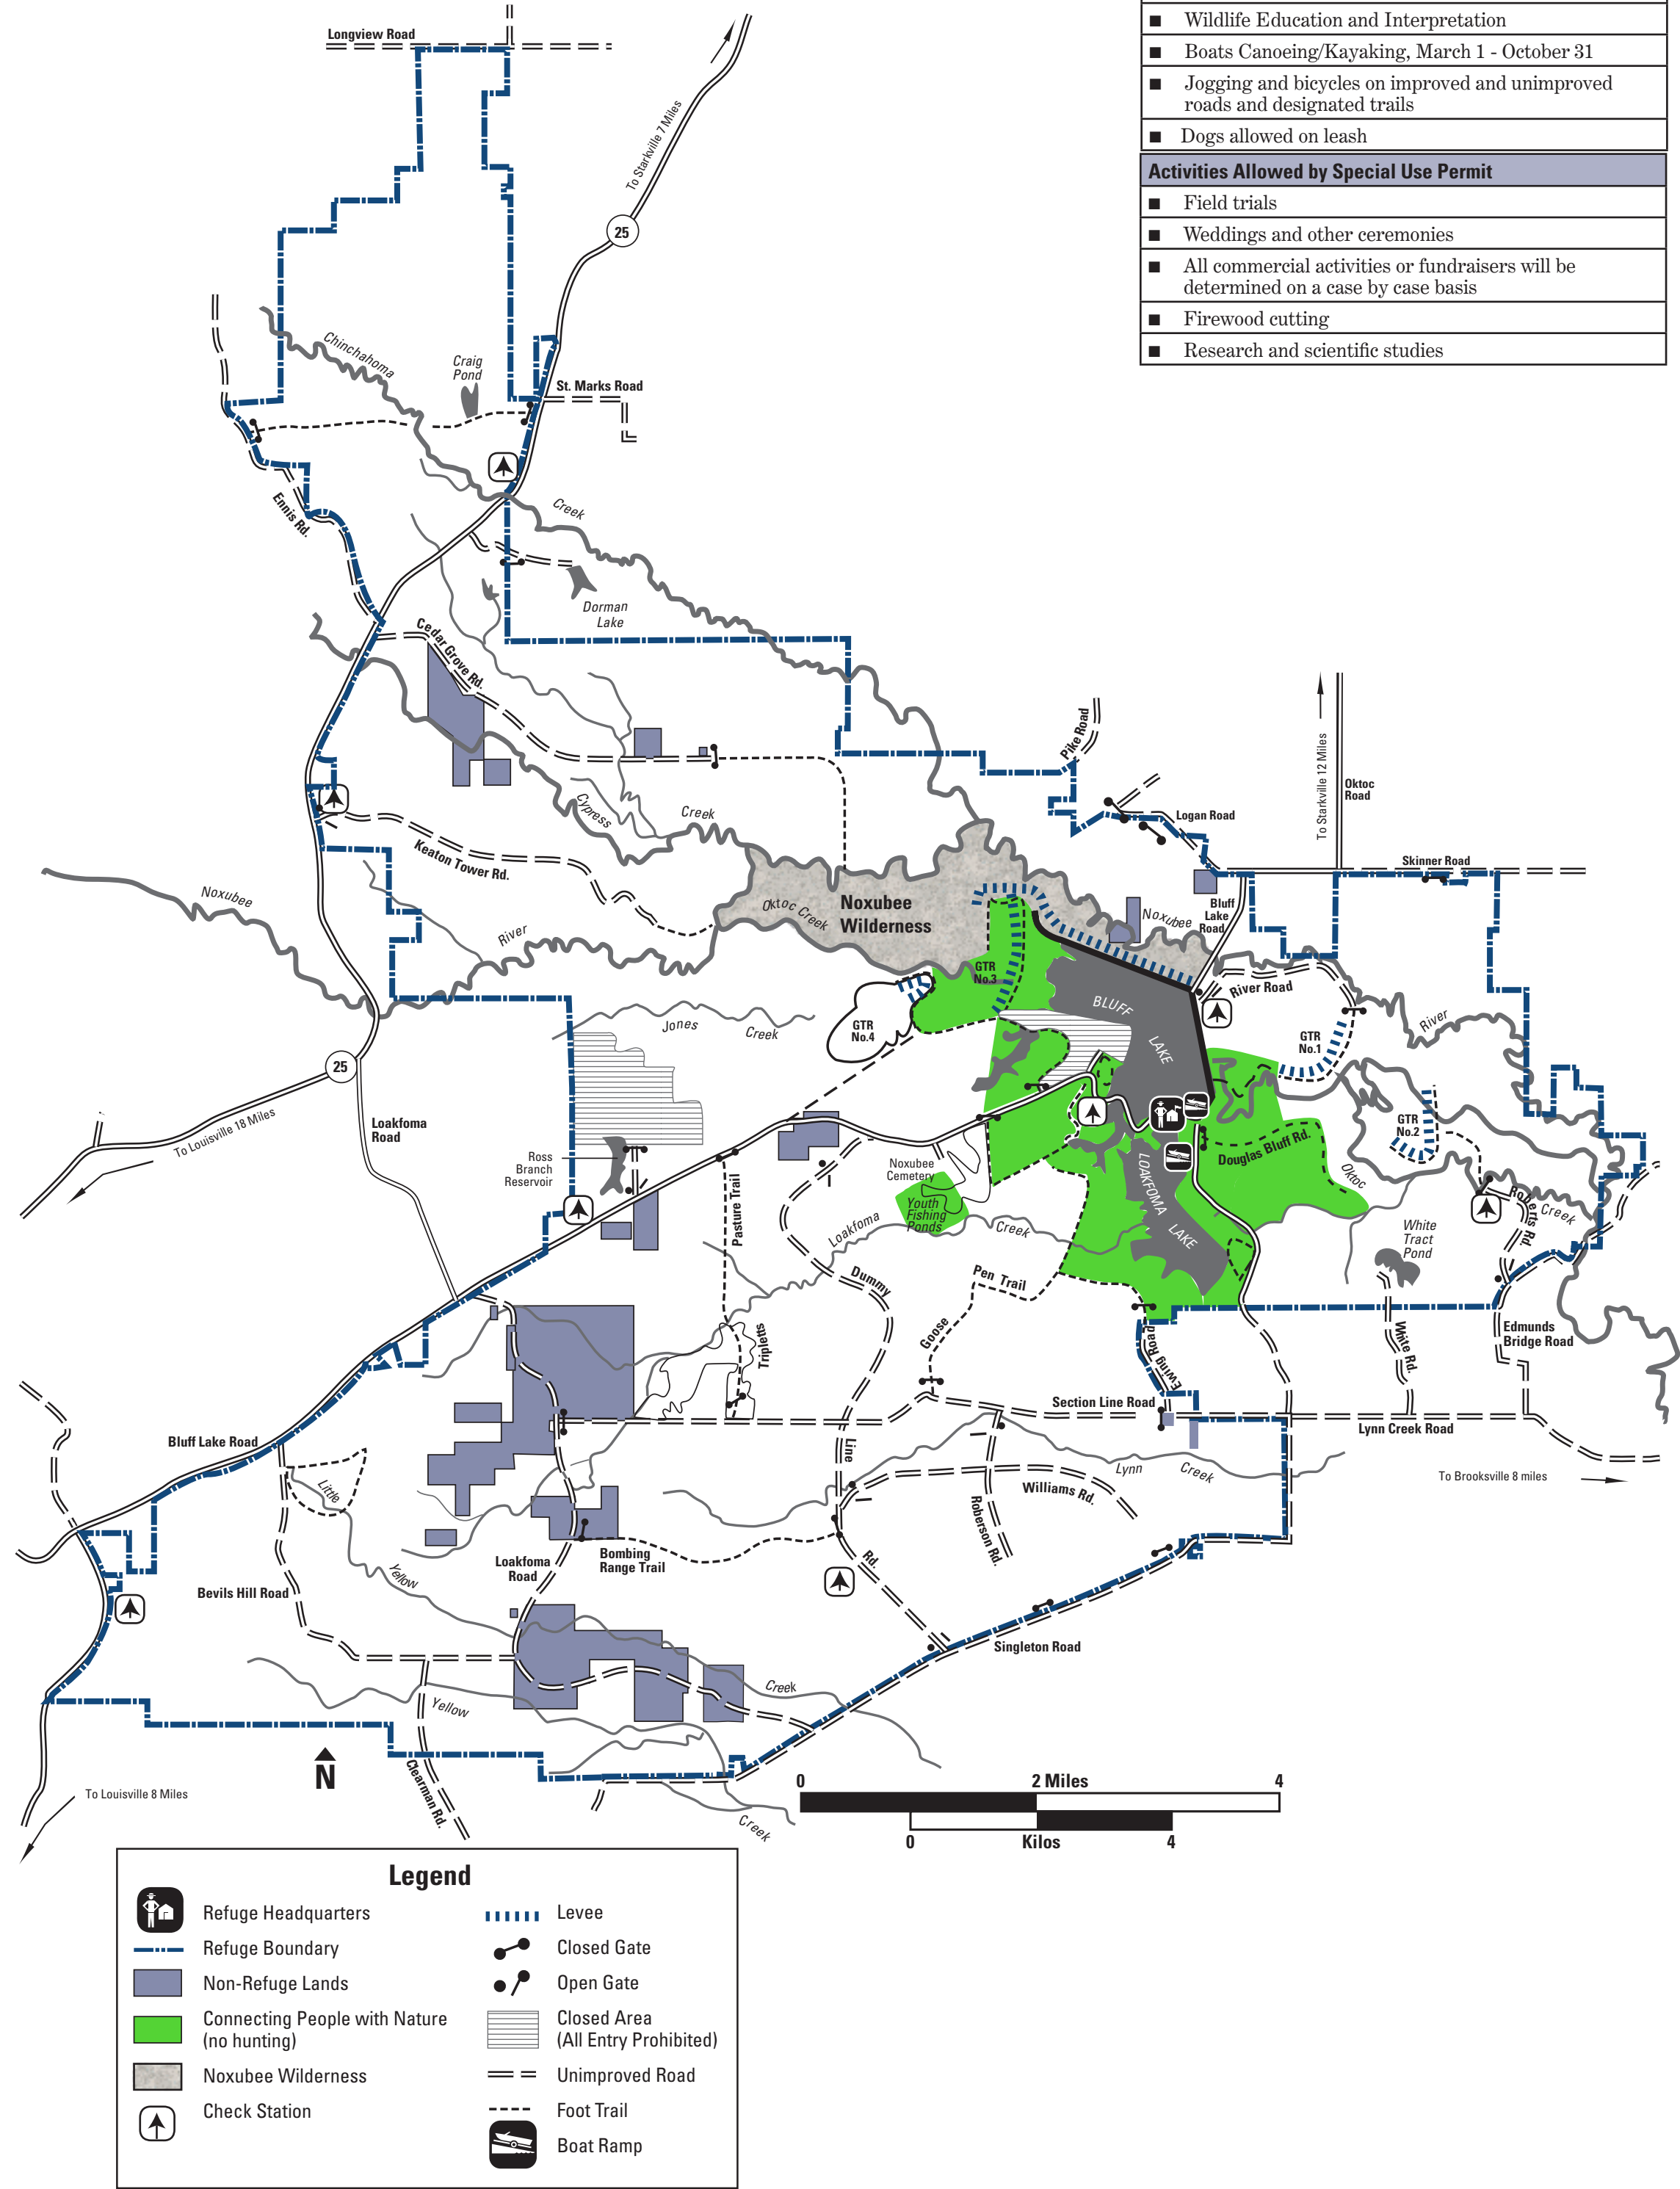 ■ Wildlife Education and Interpretation
■ Boats Canoeing/Kayaking, March 1 - October 31
■ Jogging and bicycles on improved and unimproved
roads and designated trails
■ Dogs allowed on leash
Activities Allowed by Special Use Permit
■ Field trials
■ Weddings and other ceremonies
■ All commercial activities or fundraisers will be
determined on a case by case basis
■ Firewood cutting
■ Research and scientific studies
Longview Road
To Starkville 7 Miles
25
Chinchahoma
Craig
Pond
St. Marks Road
Ennis Rd.
Creek
Dorman
Lake
Cedar Grove Rd.
Pike Road
To Starkville 12 Miles
Oktoc
Road
Logan Road
Cypress
Creek
Keaton Tower Rd.
Skinner Road
Noxubee
River
Oktoc Creek
Noxubee
Wilderness
Noxubee
Bluff
Lake
Road
GTR
No.3
River Road
BLUFF
LAKE
GTR
No.4
GTR
No.1
River
Jones
Creek
25
To Louisville 18 Miles
Loakfoma
Road
GTR
No.2
Ross
Branch
Reservoir
Noxubee
Cemetery
Youth
Fishing
Ponds
Douglas Bluff Rd.
Oktoc
Roberts Rd.
Creek
LOAKFOMA
LAKE
White
Tract
Pond
Pasture Trail
Loakfoma
Creek
Dummy
Pen Trail
Goose
Tripletts
Ewing Road
White Rd.
Edmunds
Bridge Road
Section Line Road
Lynn Creek Road
Bluff Lake Road
Line
Lynn
Creek
To Brooksville 8 miles
Little
Williams Rd.
Roberson Rd.
Bombing
Range Trail
Loakfoma
Road
Rd.
Yellow
Bevils Hill Road
Singleton Road
Creek
Yellow
N
Clearman Rd.
To Louisville 8 Miles
Creek
0 2 Miles 4
0 Kilos 4
Legend
Refuge Headquarters
Refuge Boundary
Non-Refuge Lands
Connecting People with Nature
(no hunting)
Noxubee Wilderness
Check Station
Levee
Closed Gate
Open Gate
Closed Area
(All Entry Prohibited)
Unimproved Road
Foot Trail
Boat Ramp